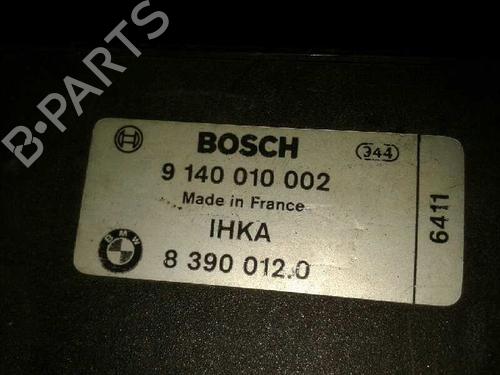 B-PARTS
BOSCH
344
9 140 010 002
Made in France
IHKA
8 390 012.0
6411
BMW